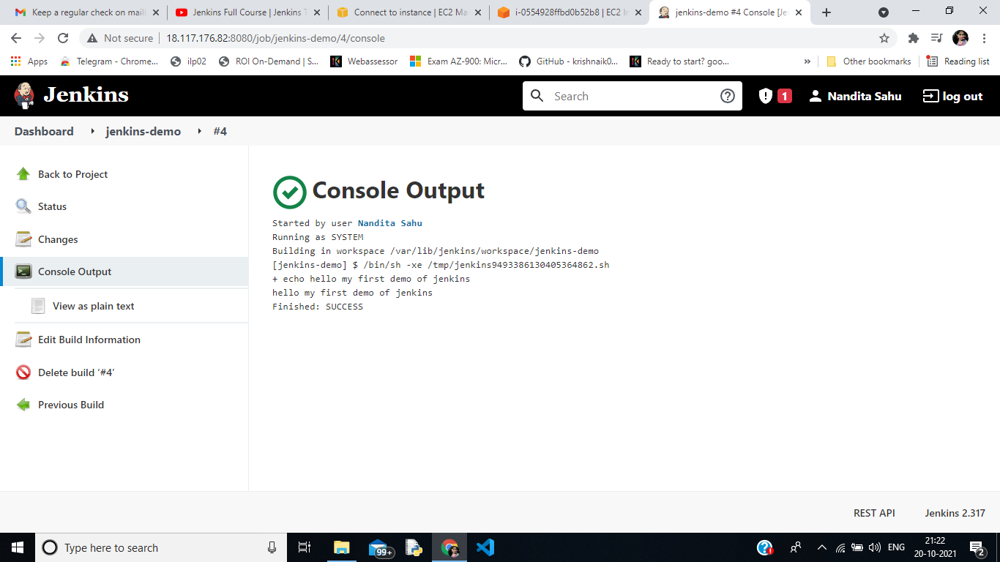 Keep a regular check on mail
Jenkins Full Course | Jenkins T
Connect to instance | EC2 Ma
i-0554928ffbd0b52b8 | EC2 In
jenkins-demo #4 Console [Je
Not secure | 18.117.176.82:8080/job/jenkins-demo/4/console
Apps
Telegram - Chrome...
ilp02
ROI On-Demand | S...
Webassessor
Exam AZ-900: Micr...
GitHub - krishnaik0...
Ready to start? goo...
»
Other bookmarks
Reading list
Jenkins
Search
1
Nandita Sahu
log out
Dashboard
jenkins-demo
#4
Back to Project
Status
Changes
Console Output
View as plain text
Edit Build Information
Delete build ‘#4’
Previous Build
Console Output
Started by user Nandita Sahu
Running as SYSTEM
Building in workspace /var/lib/jenkins/workspace/jenkins-demo
[jenkins-demo] $ /bin/sh -xe /tmp/jenkins9493386130405364862.sh
+ echo hello my first demo of jenkins
hello my first demo of jenkins
Finished: SUCCESS
REST API
Jenkins 2.317
Type here to search
99+
ENG
21:22
20-10-2021
2